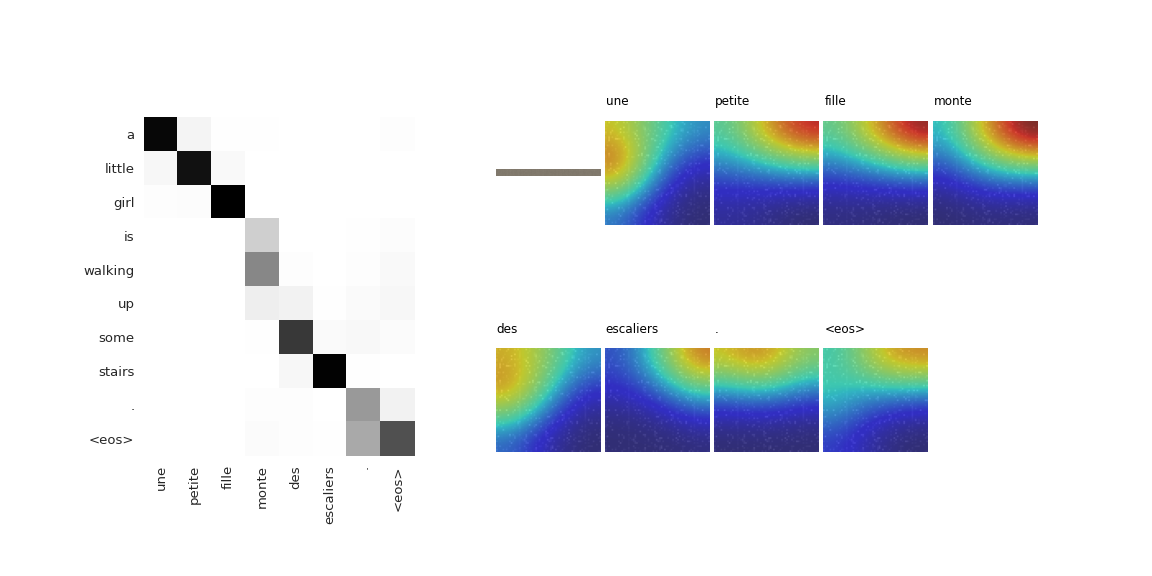 a
little
girl
is
walking
up
some
stairs
.
<eos>
une
petite
fille
monte
des
escaliers
.
<eos>
une petite fille monte
des escaliers . <eos>